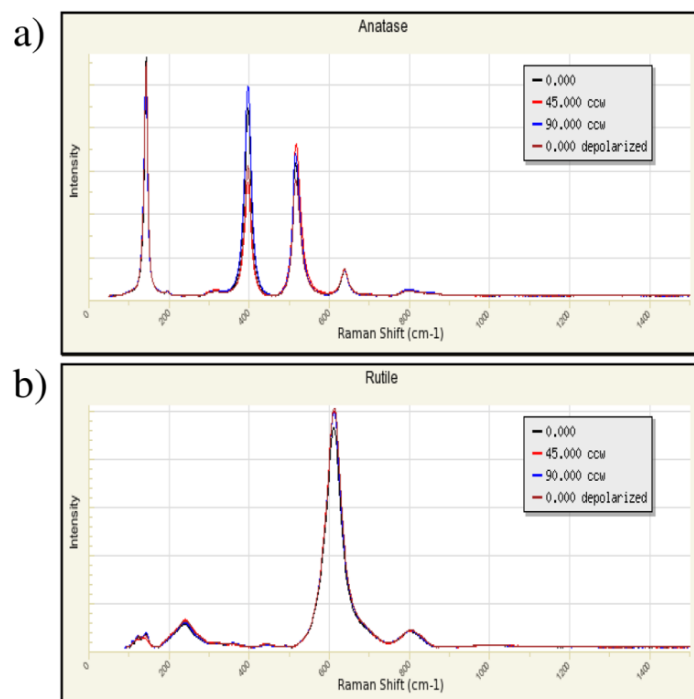 a)
Anatase
Intensity
0.000
45.000 ccw
90.000 ccw
0.000 depolarized
0 200 400 600 800 1000 1200 1400
Raman Shift (cm-1)
b)
Rutile
Intensity
0.000
45.000 ccw
90.000 ccw
0.000 depolarized
0 200 400 600 800 1000 1200 1400
Raman Shift (cm-1)